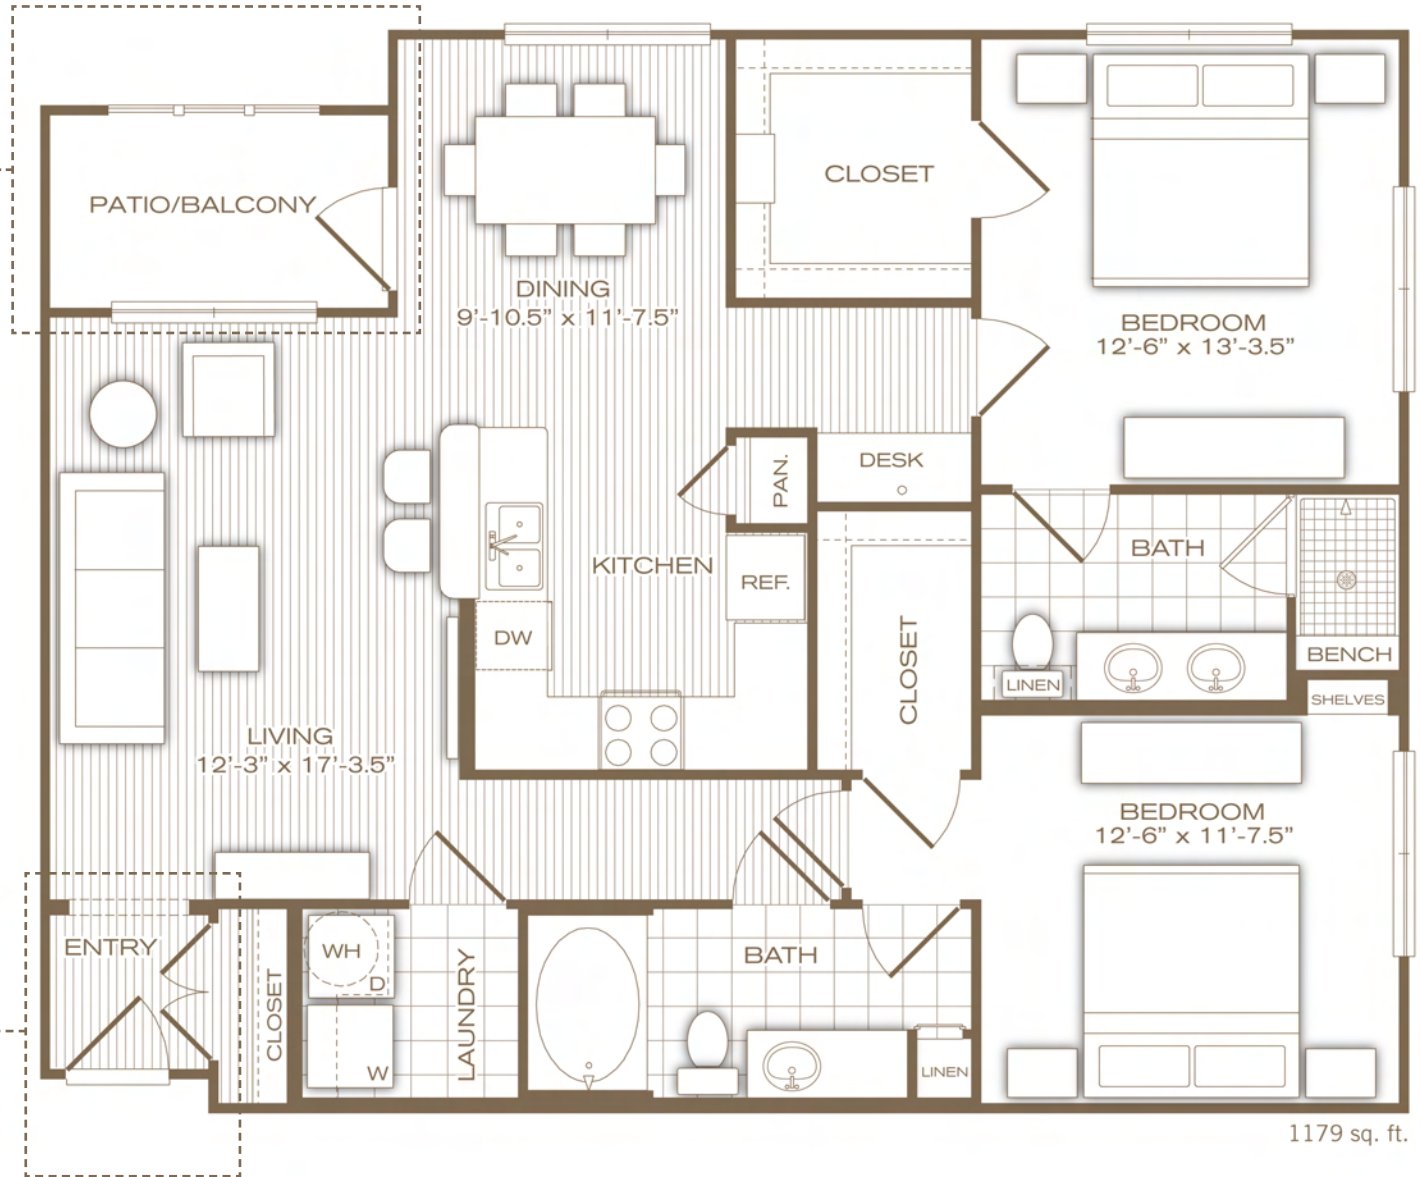 PATIO/BALCONY
CLOSET
DINING
9'-10.5" x 11'-7.5"
BEDROOM
12'-6" x 13'-3.5"
DESK
PAN.
KITCHEN
REF.
BATH
DW
CLOSET
BENCH
LINEN
SHELVES
LIVING
12'-3" x 17'-3.5"
BEDROOM
12'-6" x 11'-7.5"
ENTRY
CLOSET
WH
D
W
LAUNDRY
BATH
LINEN
1179 sq. ft.